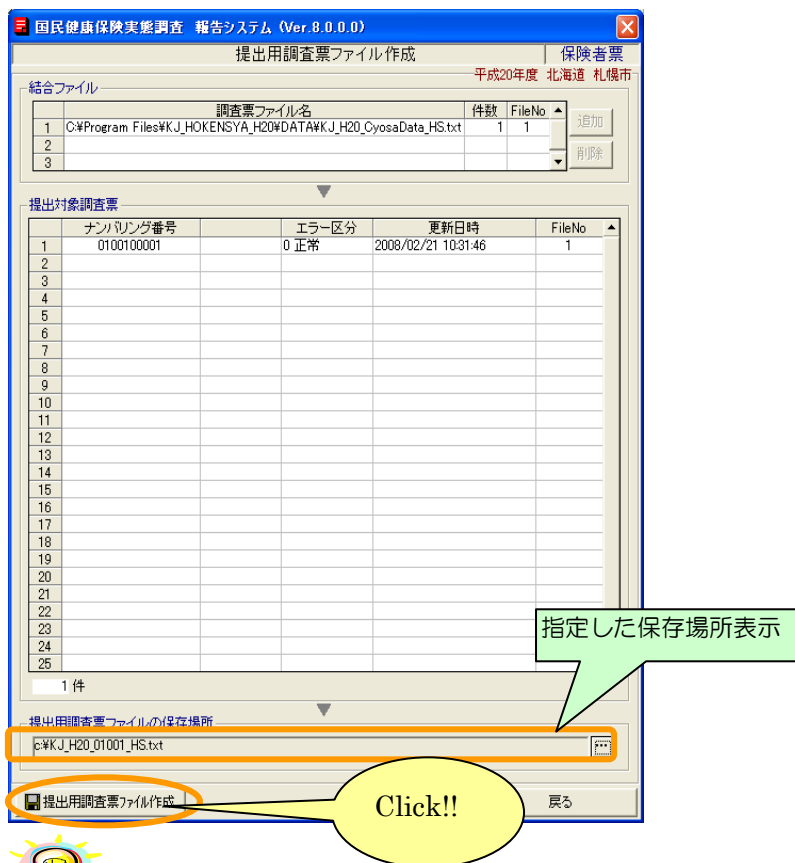 国民健康保険実態調査 報告システム (Ver.8.0.0.0)
提出用調査票ファイル作成 保険者票
平成20年度 北海道 札幌市
結合ファイル
調査票ファイル名 件数 FileNo
1 C:¥Program Files¥KJ_HOKENSYA_H20¥DATA¥KJ_H20_CyosaData_HS.txt 1 1
追加
2
3
削除
提出対象調査票
ナンバリング番号 エラー区分 更新日時 FileNo
1 0100100001 0 正常 2008/02/21 10:31:46 1
2
3
4
5
6
7
8
9
10
11
12
13
14
15
16
17
18
19
20
21
22
23
24
25
指定した保存場所表示
1 件
提出用調査票ファイルの保存場所
c:¥KJ_H20_01001_HS.txt
...
提出用調査票ファイル作成
Click!!
戻る